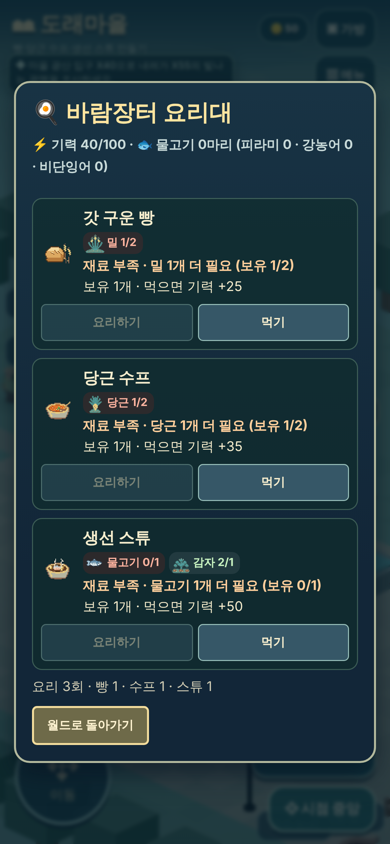 도래마을
50
가방
바람장터 요리대
⚡ 기력 40/100 · 🐟 물고기 0마리 (피라미 0 · 강농어 0
· 비단잉어 0)
갓 구운 빵
밀 1/2
재료 부족 · 밀 1개 더 필요 (보유 1/2)
보유 1개 · 먹으면 기력 +25
요리하기
먹기
당근 수프
당근 1/2
재료 부족 · 당근 1개 더 필요 (보유 1/2)
보유 1개 · 먹으면 기력 +35
요리하기
먹기
생선 스튜
물고기 0/1
감자 2/1
재료 부족 · 물고기 1개 더 필요 (보유 0/1)
보유 1개 · 먹으면 기력 +50
요리하기
먹기
요리 3회 · 빵 1 · 수프 1 · 스튜 1
월드로 돌아가기